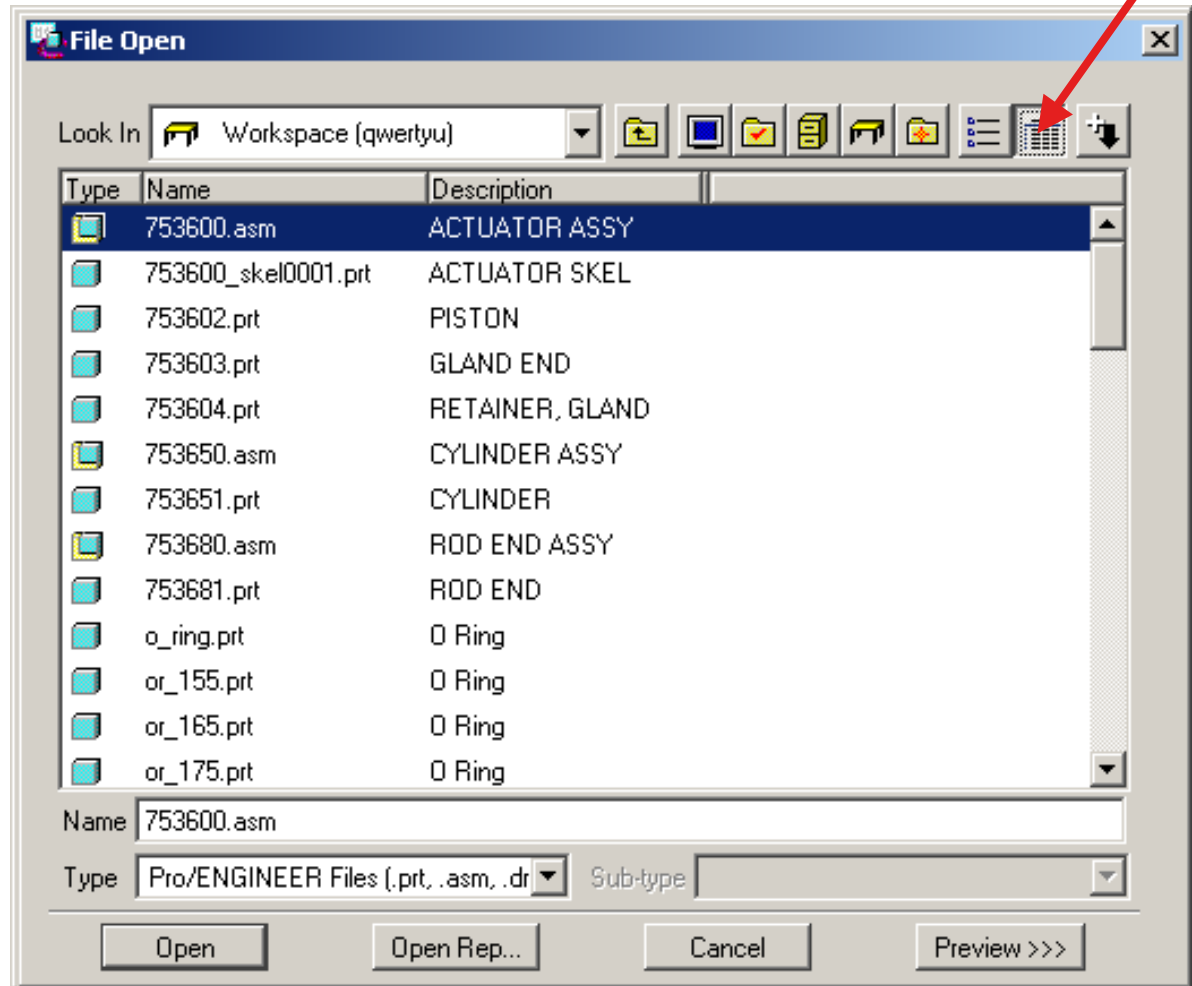 File Open
Look In Workspace (qwertyu)
Type Name Description
753600.asm ACTUATOR ASSY
753600_skel0001.prt ACTUATOR SKEL
753602.prt PISTON
753603.prt GLAND END
753604.prt RETAINER, GLAND
753650.asm CYLINDER ASSY
753651.prt CYLINDER
753680.asm ROD END ASSY
753681.prt ROD END
o_ring.prt O Ring
or_155.prt O Ring
or_165.prt O Ring
or_175.prt O Ring
Name 753600.asm
Type Pro/ENGINEER Files (.prt, .asm, .dr Sub-type
Open Open Rep... Cancel Preview >>>